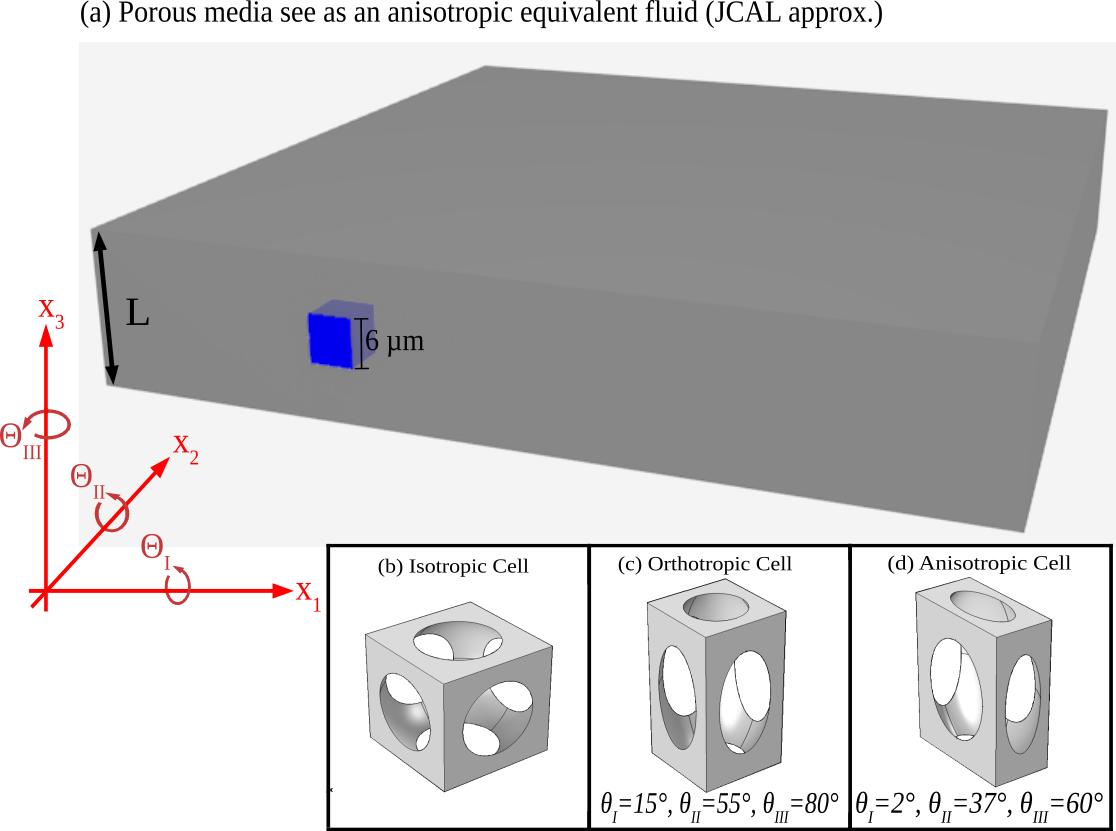 (a) Porous media see as an anisotropic equivalent fluid (JCAL approx.)
L
6 µm
x3
x2
x1
ΘIII
ΘII
ΘI
(b) Isotropic Cell
(c) Orthotropic Cell
(d) Anisotropic Cell
θI=15°, θII=55°, θIII=80°
θI=2°, θII=37°, θIII=60°